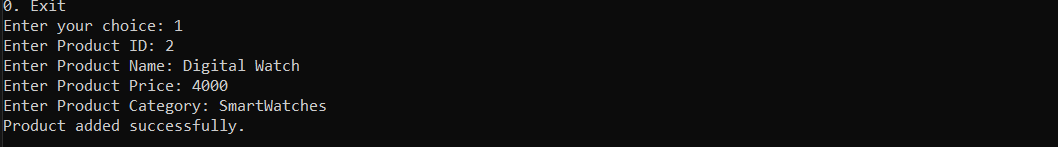 0. Exit
Enter your choice: 1
Enter Product ID: 2
Enter Product Name: Digital Watch
Enter Product Price: 4000
Enter Product Category: SmartWatches
Product added successfully.